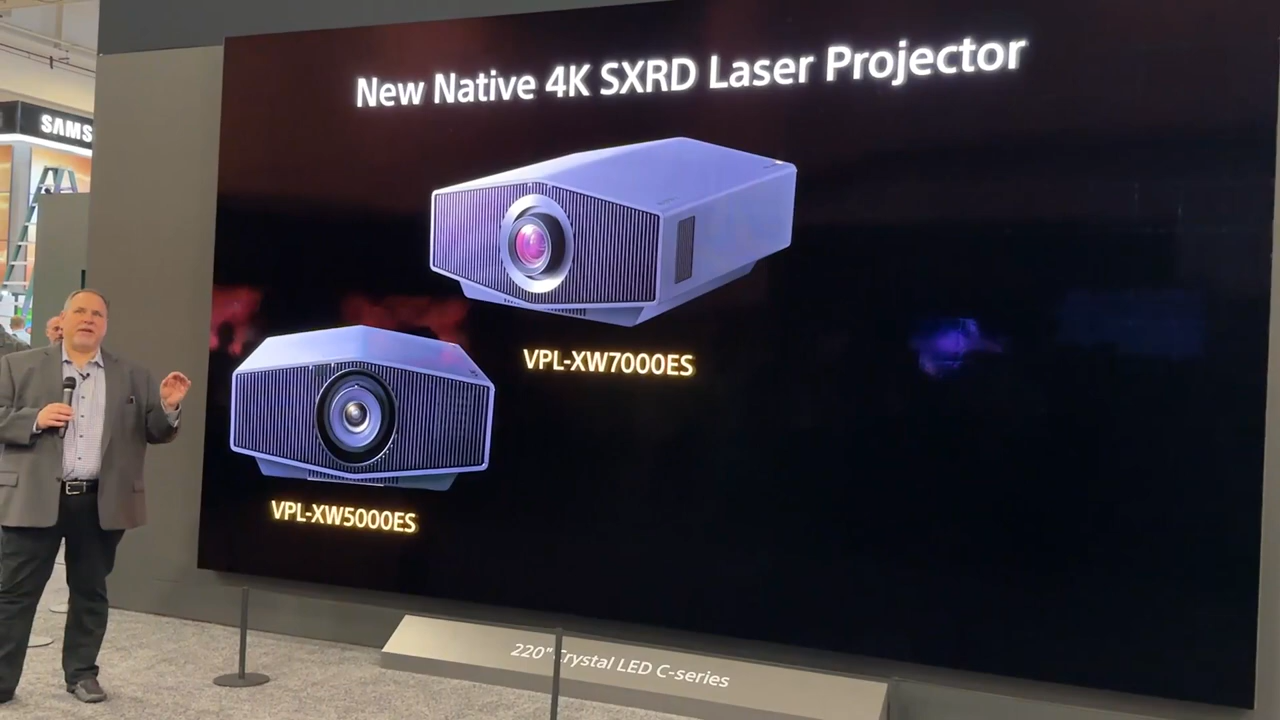 New Native 4K SXRD Laser Projector
SAMS
VPL-XW7000ES
VPL-XW5000ES
220" Crystal LED C-series